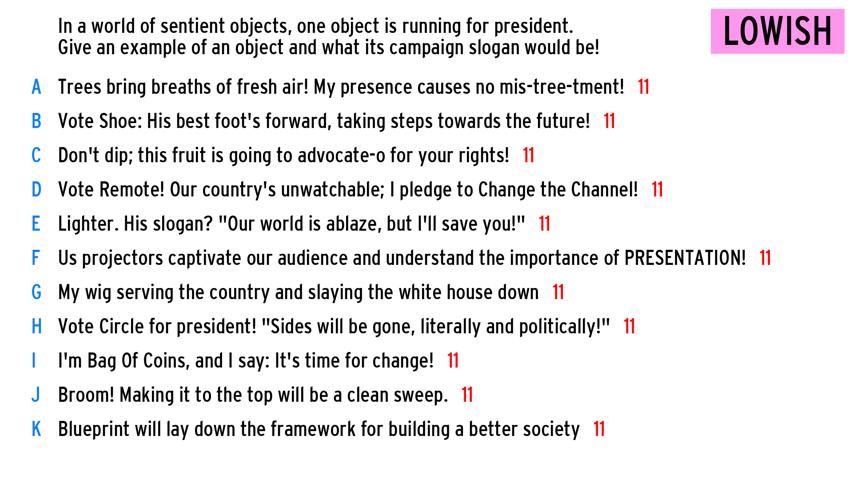 In a world of sentient objects, one object is running for president.
Give an example of an object and what its campaign slogan would be!
LOWISH
A Trees bring breaths of fresh air! My presence causes no mis-tree-tment! 11
B Vote Shoe: His best foot's forward, taking steps towards the future! 11
C Don't dip; this fruit is going to advocate-o for your rights! 11
D Vote Remote! Our country's unwatchable; I pledge to Change the Channel! 11
E Lighter. His slogan? "Our world is ablaze, but I'll save you!" 11
F Us projectors captivate our audience and understand the importance of PRESENTATION! 11
G My wig serving the country and slaying the white house down 11
H Vote Circle for president! "Sides will be gone, literally and politically!" 11
I I'm Bag Of Coins, and I say: It's time for change! 11
J Broom! Making it to the top will be a clean sweep. 11
K Blueprint will lay down the framework for building a better society 11